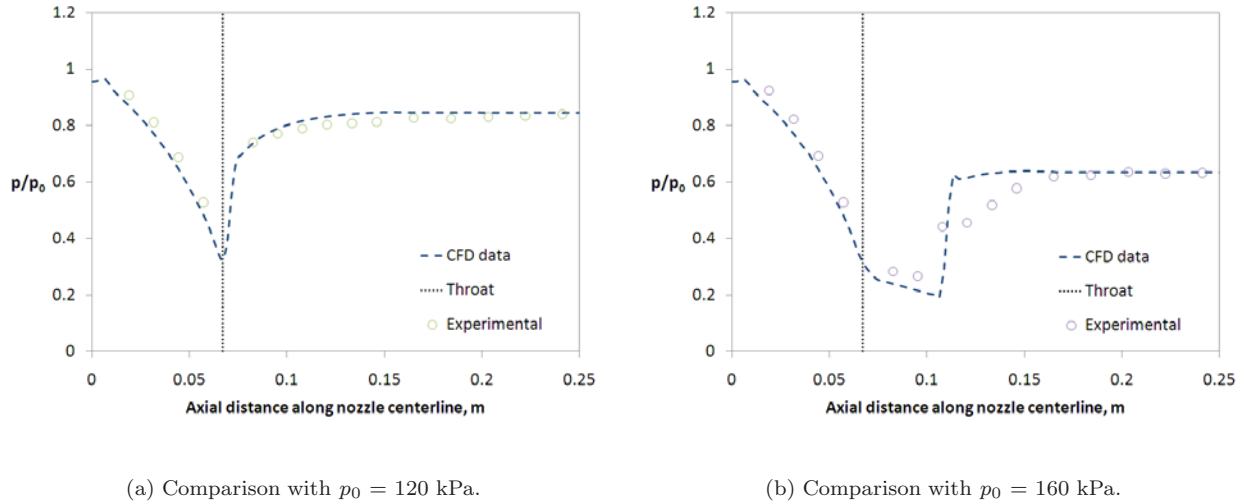 1.2
1
0.8
p/p₀
0.6
0.4
0.2
0
CFD data
Throat
Experimental
0 0.05 0.1 0.15 0.2 0.25
Axial distance along nozzle centerline, m
(a) Comparison with p₀ = 120 kPa.
1.2
1
0.8
p/p₀
0.6
0.4
0.2
0
CFD data
Throat
Experimental
0 0.05 0.1 0.15 0.2 0.25
Axial distance along nozzle centerline, m
(b) Comparison with p₀ = 160 kPa.